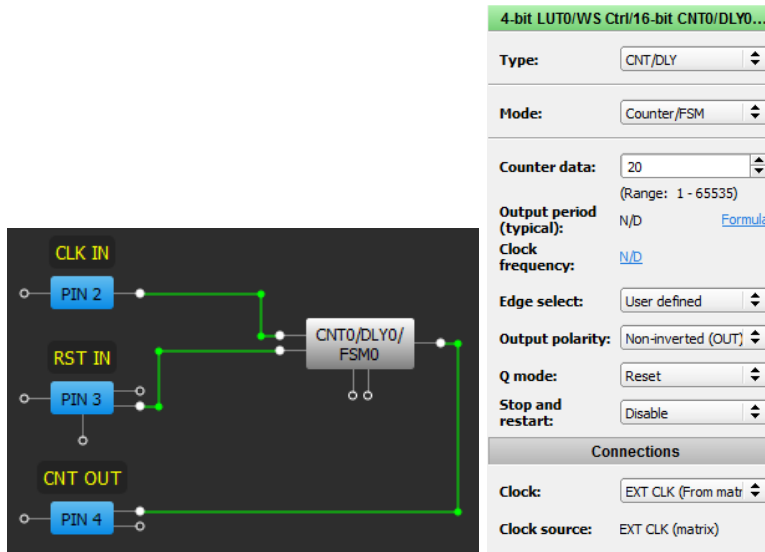 CLK IN
PIN 2
CNT0/DLY0/
FSM0
RST IN
PIN 3
CNT OUT
PIN 4
4-bit LUT0/WS Ctrl/16-bit CNT0/DLY0...
Type: CNT/DLY
Mode: Counter/FSM
Counter data: 20
(Range: 1 - 65535)
Output period
(typical): N/D Formula
Clock
frequency: N/D
Edge select: User defined
Output polarity: Non-inverted (OUT)
Q mode: Reset
Stop and
restart: Disable
Connections
Clock: EXT CLK (From matr
Clock source: EXT CLK (matrix)